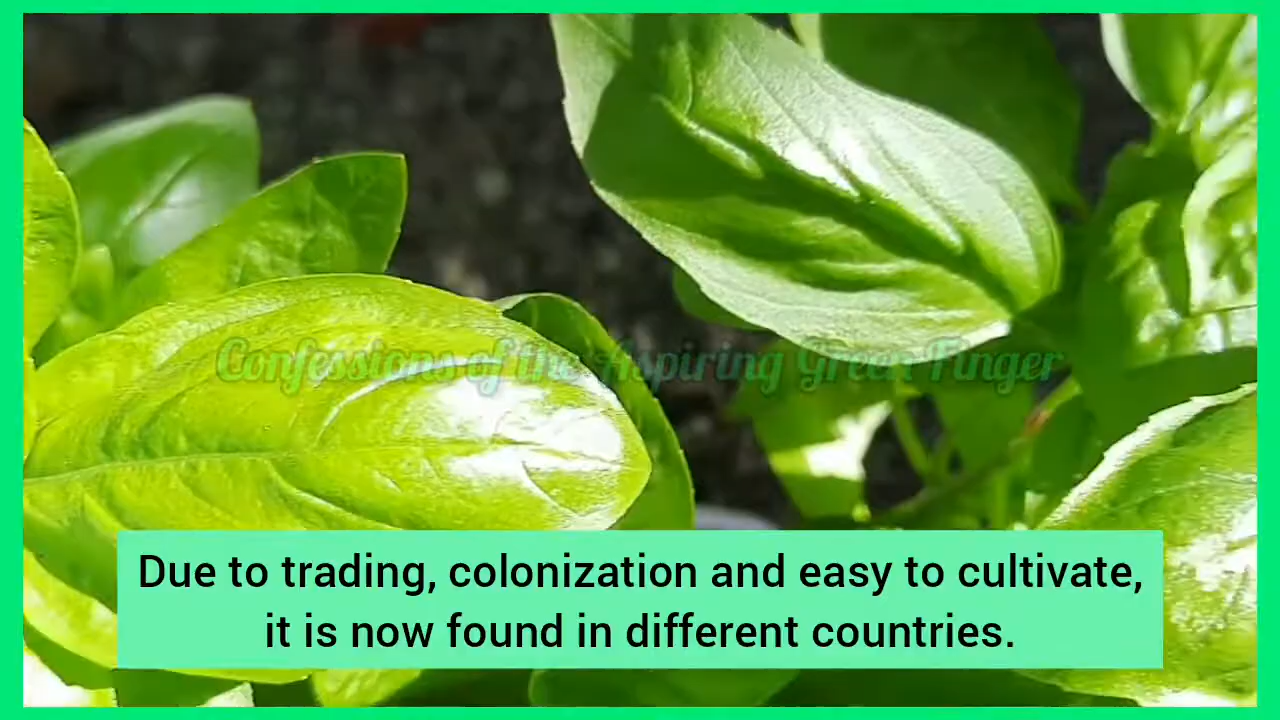 Confessions of the Aspiring Green Finger
Due to trading, colonization and easy to cultivate,
it is now found in different countries.